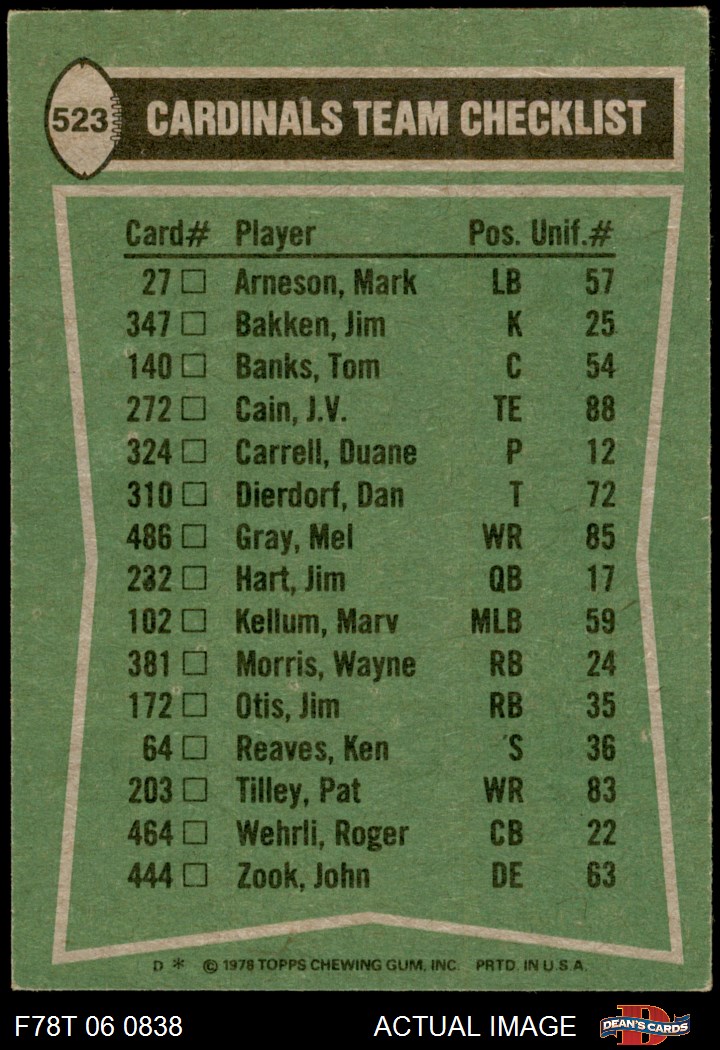 523 CARDINALS TEAM CHECKLIST
Card# Player Pos. Unif.#
27 Arneson, Mark LB 57
347 Bakken, Jim K 25
140 Banks, Tom C 54
272 Cain, J.V. TE 88
324 Carrell, Duane P 12
310 Dierdorf, Dan T 72
486 Gray, Mel WR 85
232 Hart, Jim QB 17
102 Kellum, Marv MLB 59
381 Morris, Wayne RB 24
172 Otis, Jim RB 35
64 Reaves, Ken S 36
203 Tilley, Pat WR 83
464 Wehrli, Roger CB 22
444 Zook, John DE 63
D * © 1978 TOPPS CHEWING GUM, INC. PRTD. IN U.S.A.
F78T 06 0838 ACTUAL IMAGE DEAN'S CARDS